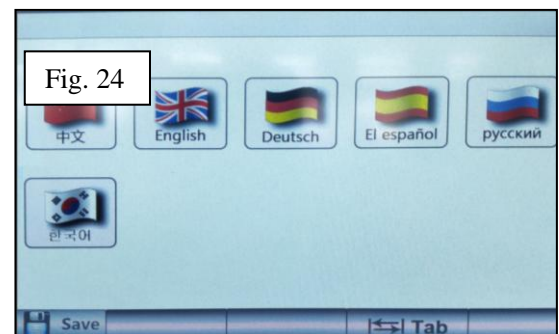 Fig. 24
中文
English
Deutsch
El español
русский
한국어
Save
Tab